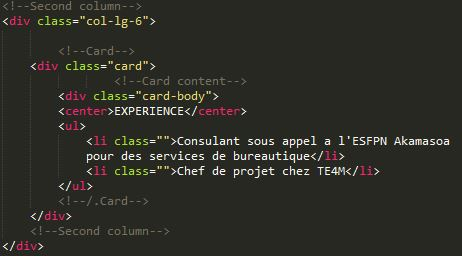 <!--Second column-->
<div class="col-lg-6">
<!--Card-->
<div class="card">
<!--Card content-->
<div class="card-body">
<center>EXPERIENCE</center>
<ul>
<li class="">Consulant sous appel a l'ESFPN Akamasoa
pour des services de bureautique</li>
<li class="">Chef de projet chez TE4M</li>
</ul>
<!--/.Card-->
</div>
<!--Second column-->
</div>